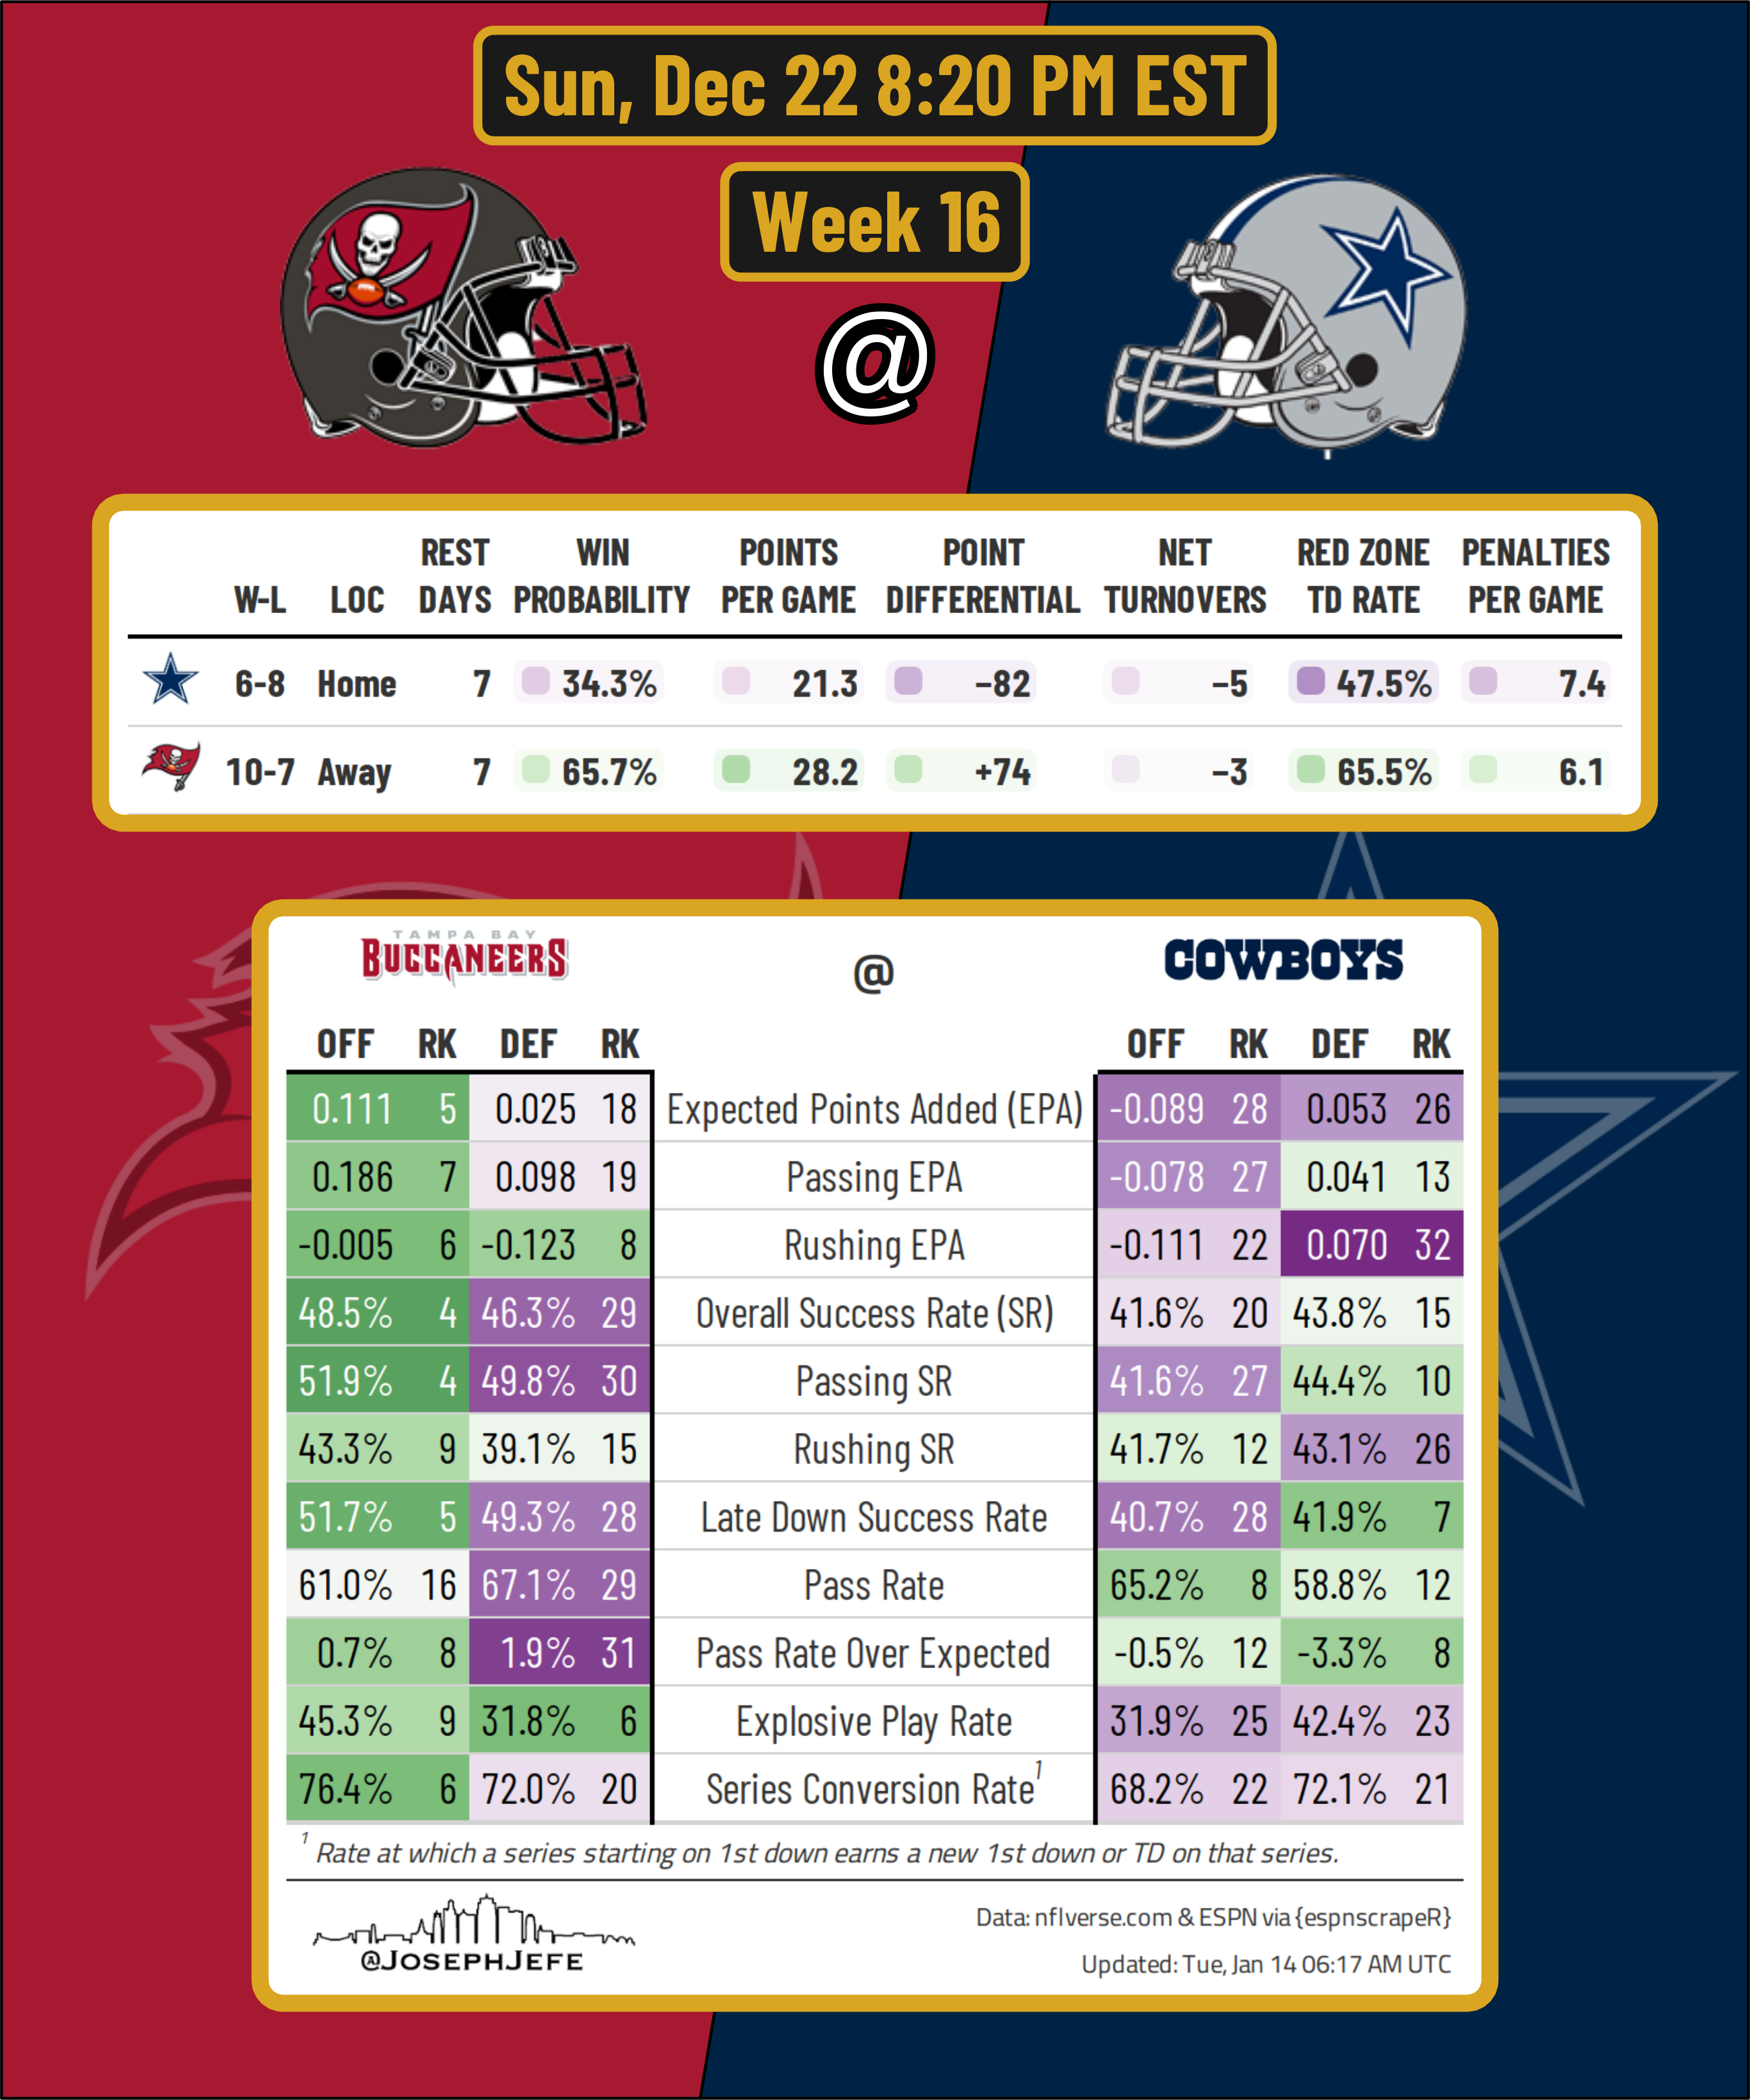 Sun, Dec 22 8:20 PM EST
Week 16
@
W-L LOC REST DAYS WIN PROBABILITY POINTS PER GAME POINT DIFFERENTIAL NET TURNOVERS RED ZONE TD RATE PENALTIES PER GAME
6-8 Home 7 34.3% 21.3 −82 −5 47.5% 7.4
10-7 Away 7 65.7% 28.2 +74 −3 65.5% 6.1
TAMPA BAY
BUCCANEERS @ COWBOYS
OFF RK DEF RK OFF RK DEF RK
0.111 5 0.025 18 Expected Points Added (EPA) -0.089 28 0.053 26
0.186 7 0.098 19 Passing EPA -0.078 27 0.041 13
-0.005 6 -0.123 8 Rushing EPA -0.111 22 0.070 32
48.5% 4 46.3% 29 Overall Success Rate (SR) 41.6% 20 43.8% 15
51.9% 4 49.8% 30 Passing SR 41.6% 27 44.4% 10
43.3% 9 39.1% 15 Rushing SR 41.7% 12 43.1% 26
51.7% 5 49.3% 28 Late Down Success Rate 40.7% 28 41.9% 7
61.0% 16 67.1% 29 Pass Rate 65.2% 8 58.8% 12
0.7% 8 1.9% 31 Pass Rate Over Expected -0.5% 12 -3.3% 8
45.3% 9 31.8% 6 Explosive Play Rate 31.9% 25 42.4% 23
76.4% 6 72.0% 20 Series Conversion Rate¹ 68.2% 22 72.1% 21
¹ Rate at which a series starting on 1st down earns a new 1st down or TD on that series.
@JOSEPHJEFE
Data: nflverse.com & ESPN via {espnscrapeR}
Updated: Tue, Jan 14 06:17 AM UTC